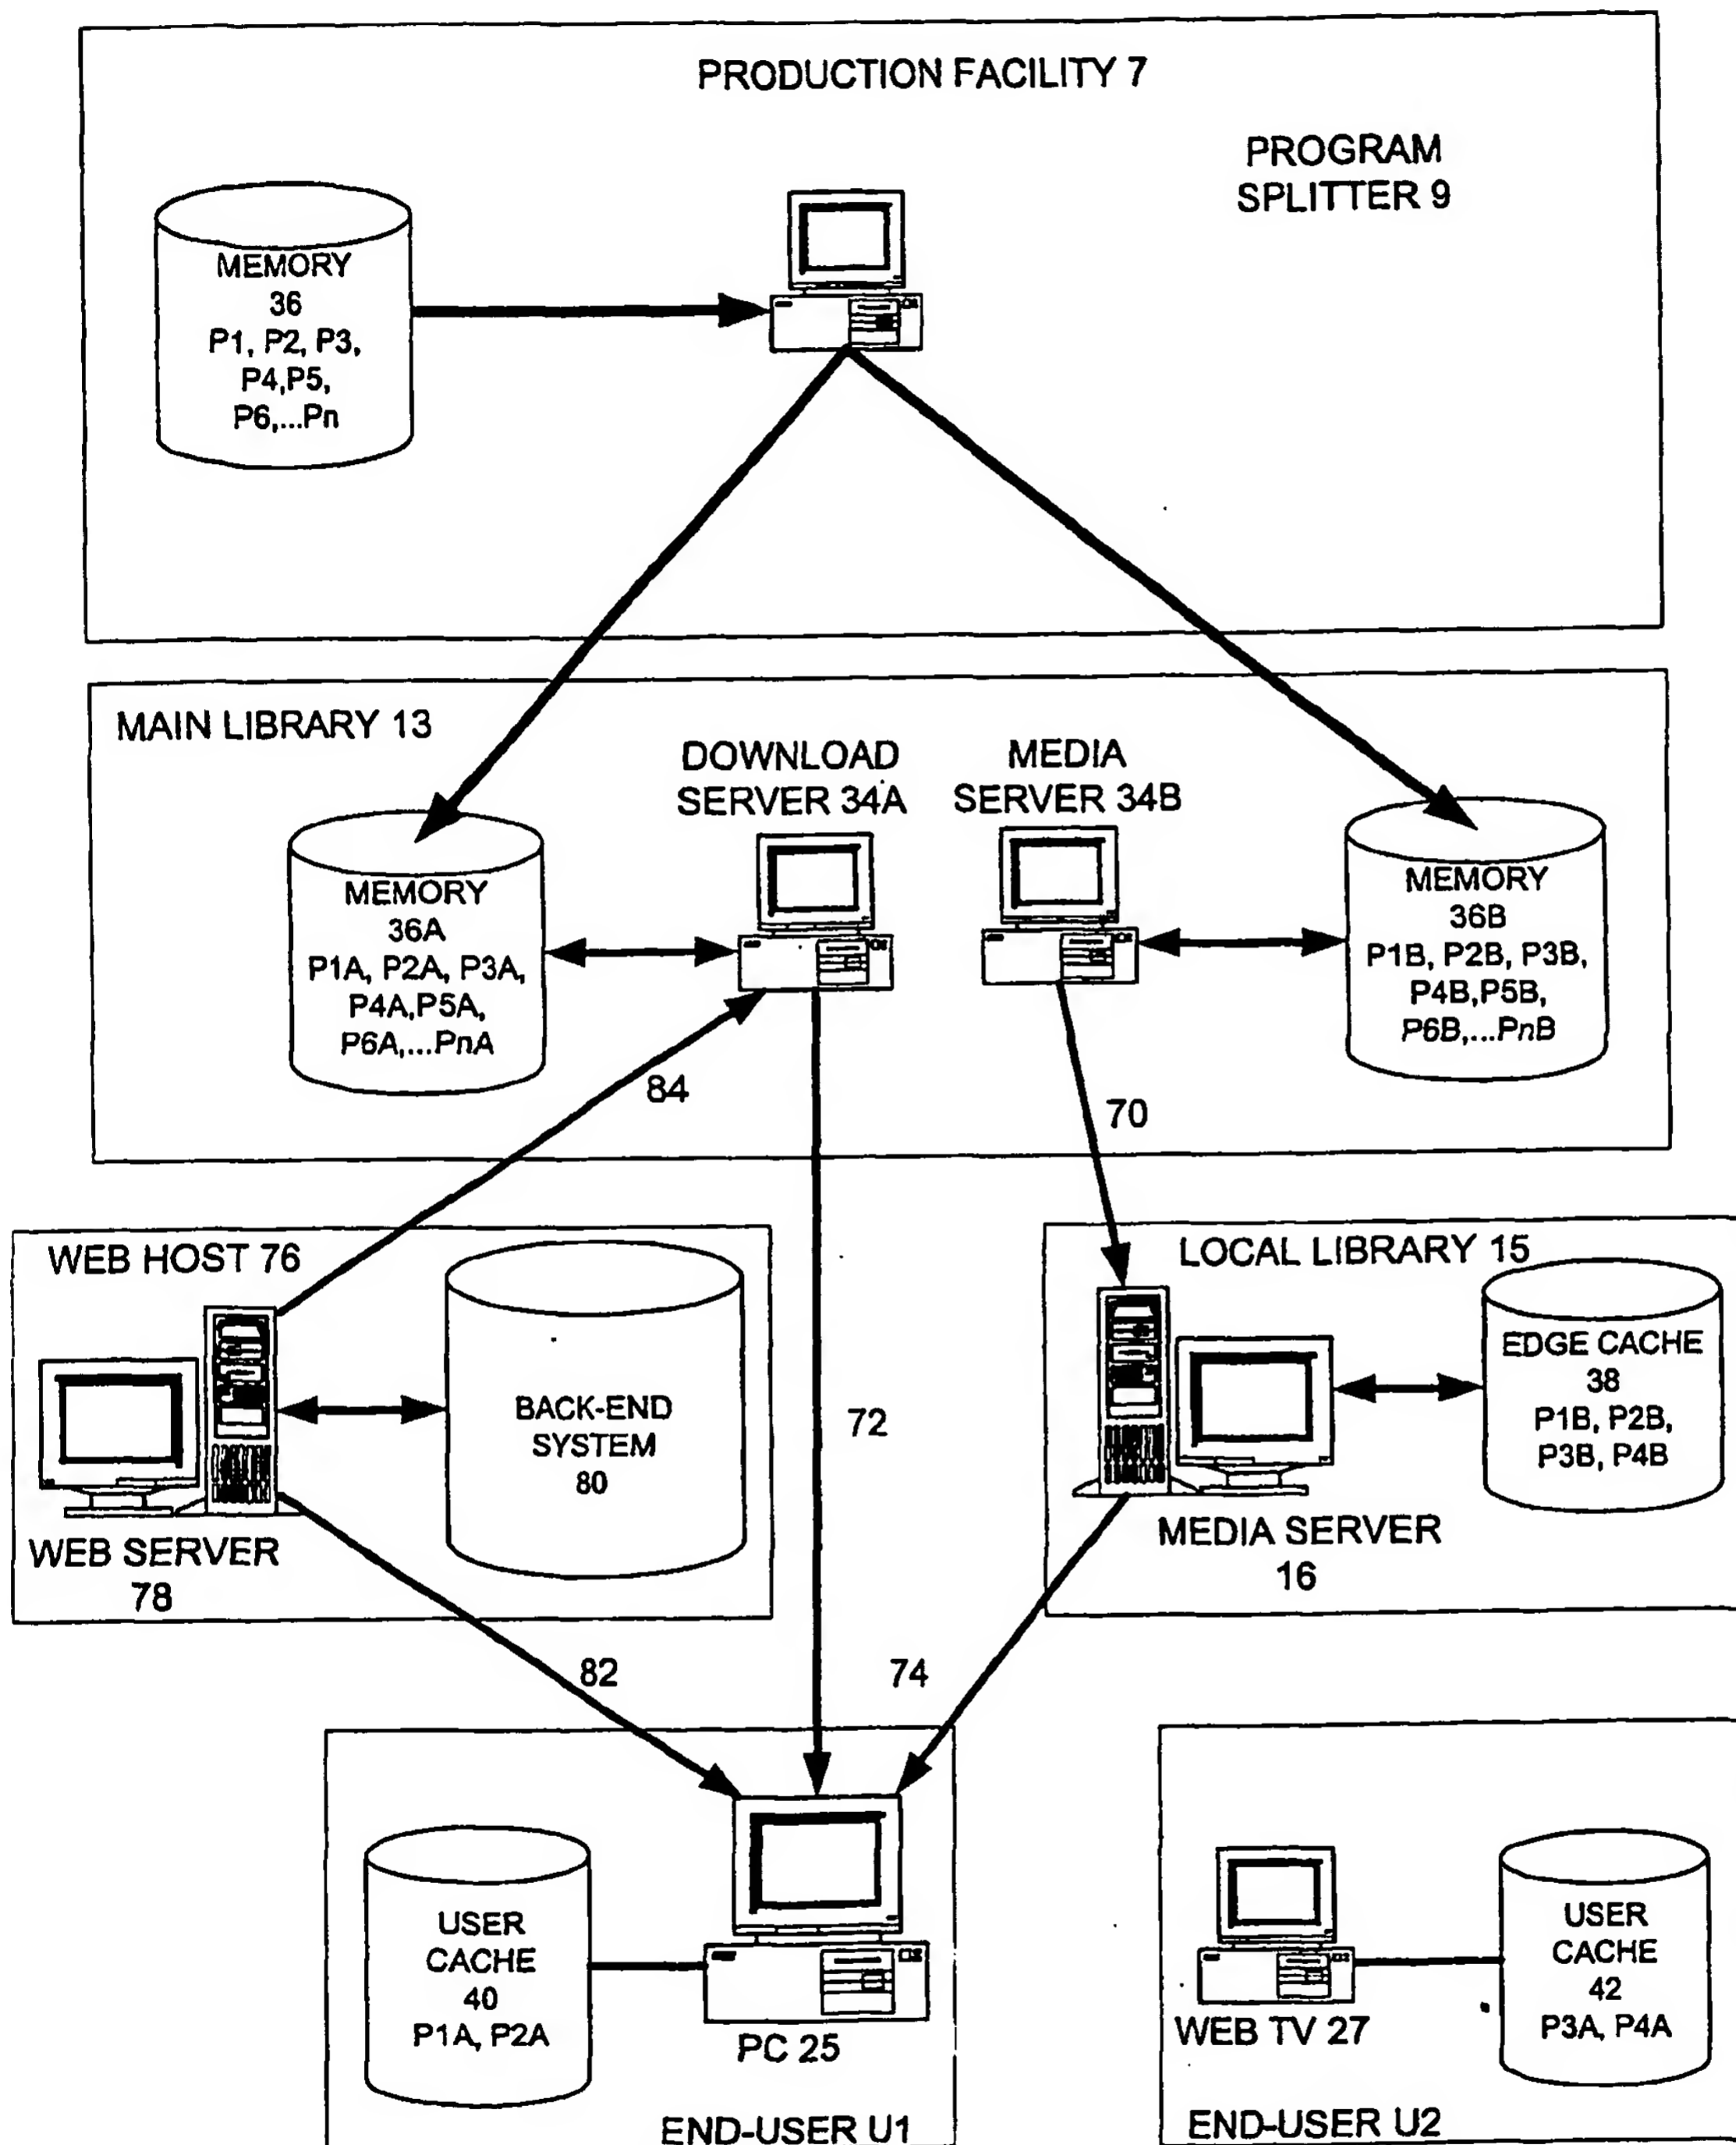 PRODUCTION FACILITY 7
PROGRAM
SPLITTER 9
MEMORY
36
P1, P2, P3,
P4,P5,
P6,...Pn
MAIN LIBRARY 13
DOWNLOAD
SERVER 34A
MEDIA
SERVER 34B
MEMORY
36A
P1A, P2A, P3A,
P4A,P5A,
P6A,...PnA
MEMORY
36B
P1B, P2B, P3B,
P4B,P5B,
P6B,...PnB
84
70
WEB HOST 76
BACK-END
SYSTEM
80
WEB SERVER
78
72
LOCAL LIBRARY 15
EDGE CACHE
38
P1B, P2B,
P3B, P4B
MEDIA SERVER
16
82
74
USER
CACHE
40
P1A, P2A
PC 25
END-USER U1
WEB TV 27
USER
CACHE
42
P3A, P4A
END-USER U2